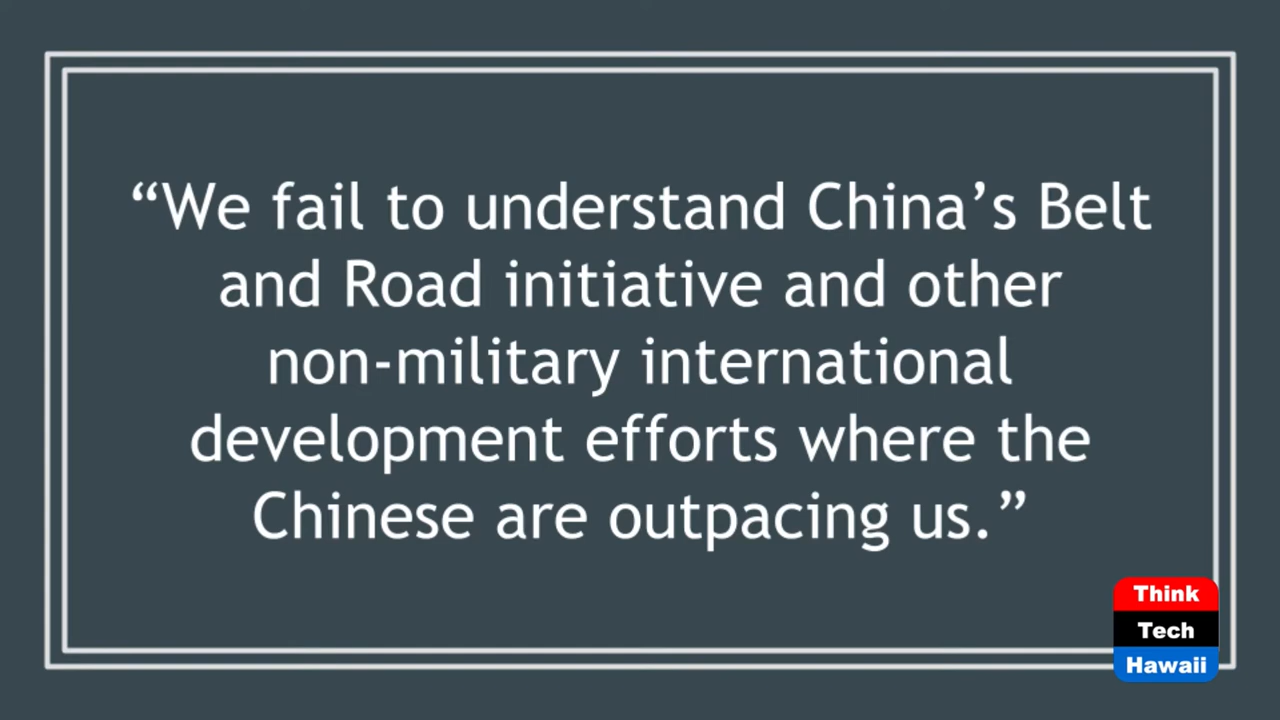 “We fail to understand China’s Belt
and Road initiative and other
non-military international
development efforts where the
Chinese are outpacing us.”
Think
Tech
Hawaii